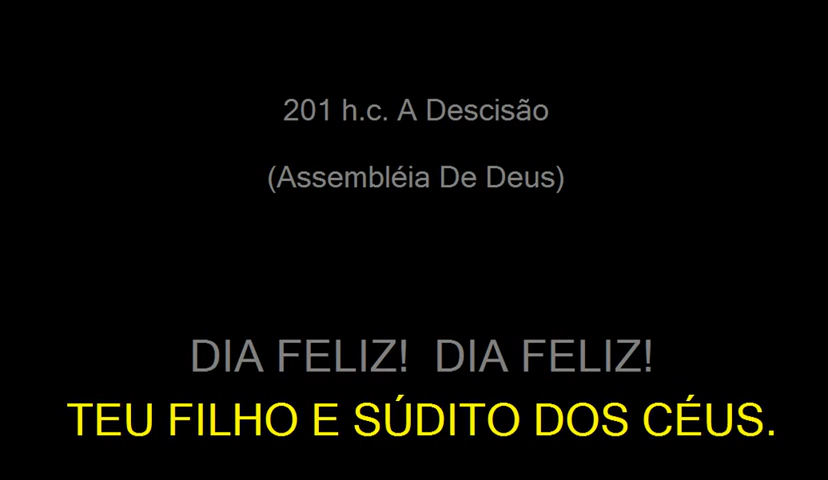 201 h.c. A Descisão
(Assembléia De Deus)
DIA FELIZ!  DIA FELIZ!
TEU FILHO E SÚDITO DOS CÉUS.